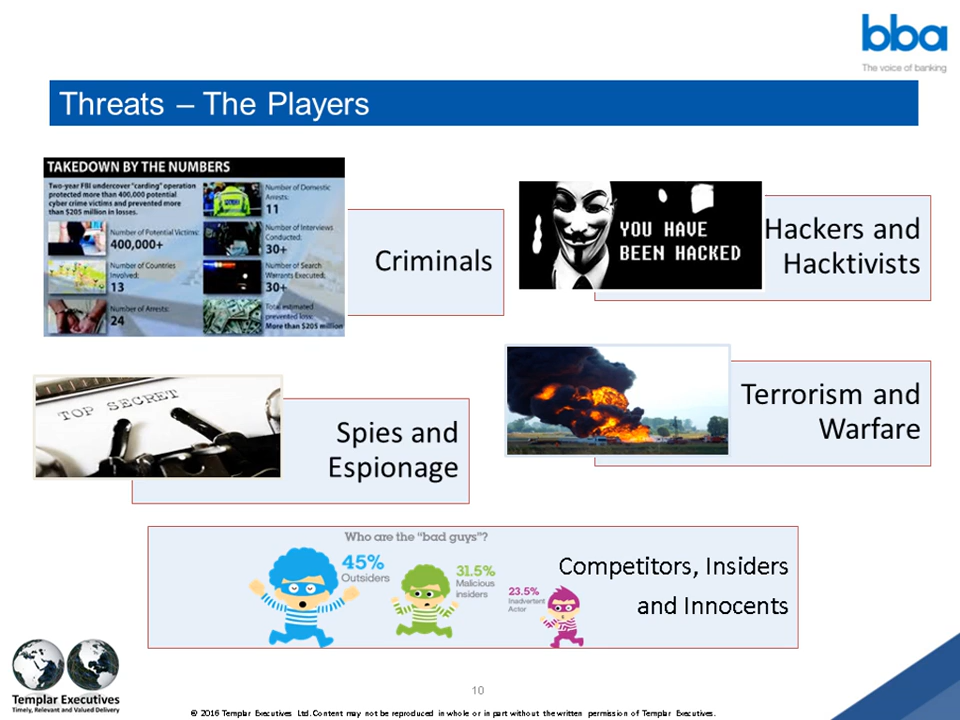 bba
The voice of banking
Threats – The Players
TAKEDOWN BY THE NUMBERS
Two-year FBI undercover "carding" operation
protected more than 400,000 potential
cyber crime victims and prevented more
than $205 million in losses.
Number of Potential Victims:
400,000+
Number of Countries
Involved:
13
Number of Arrests:
24
Number of Domestic
Arrests:
11
Number of Interviews
Conducted:
30+
Number of Search
Warrants Executed:
30+
Total estimated
prevented loss:
More than $205 million
Criminals
YOU HAVE
BEEN HACKED
Hackers and
Hacktivists
TOP SECRET
Spies and
Espionage
Terrorism and
Warfare
Who are the "bad guys"?
45%
Outsiders
31.5%
Malicious
insiders
23.5%
Inadvertent
Actor
Competitors, Insiders
and Innocents
Templar Executives
Timely, Relevant and Valued Delivery
10
© 2016 Templar Executives Ltd. Content may not be reproduced in whole or in part without the written permission of Templar Executives.